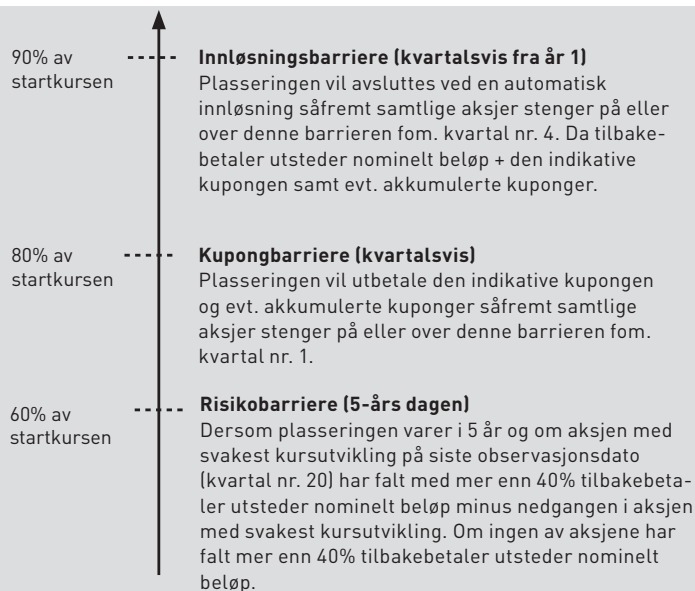 90% av
startkursen
Innløsningsbarriere (kvartalsvis fra år 1)
Plasseringen vil avsluttes ved en automatisk
innløsning såfremt samtlige aksjer stenger på eller
over denne barrieren fom. kvartal nr. 4. Da tilbake-
betaler utsteder nominelt beløp + den indikative
kupongen samt evt. akkumulerte kuponger.
80% av
startkursen
Kupongbarriere (kvartalsvis)
Plasseringen vil utbetale den indikative kupongen
og evt. akkumulerte kuponger såfremt samtlige
aksjer stenger på eller over denne barrieren fom.
kvartal nr. 1.
60% av
startkursen
Risikobarriere (5-års dagen)
Dersom plasseringen varer i 5 år og om aksjen med
svakest kursutvikling på siste observasjonsdato
(kvartal nr. 20) har falt med mer enn 40% tilbakebeta-
ler utsteder nominelt beløp minus nedgangen i aksjen
med svakest kursutvikling. Om ingen av aksjene har
falt mer enn 40% tilbakebetaler utsteder nominelt
beløp.